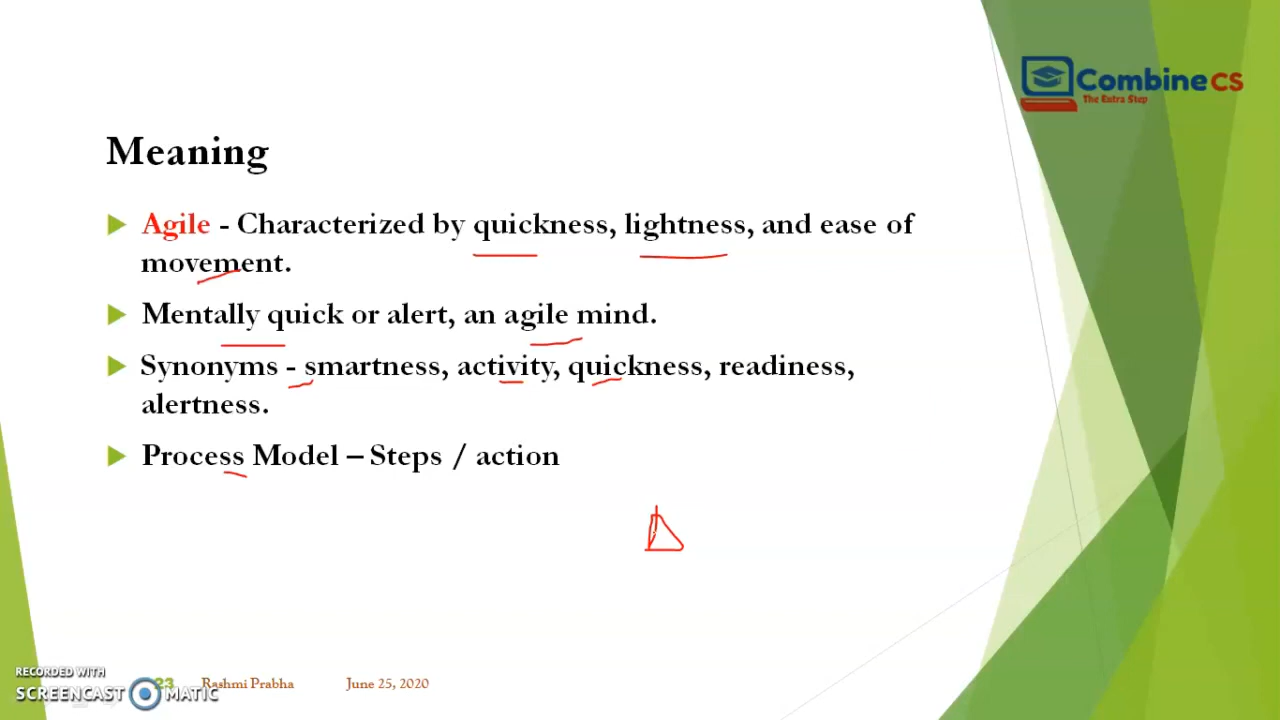 Combine CS
The Extra Step
Meaning
Agile - Characterized by quickness, lightness, and ease of
movement.
Mentally quick or alert, an agile mind.
Synonyms - smartness, activity, quickness, readiness,
alertness.
Process Model – Steps / action
RECORDED WITH
SCREENCAST MATIC
23 Rashmi Prabha June 25, 2020